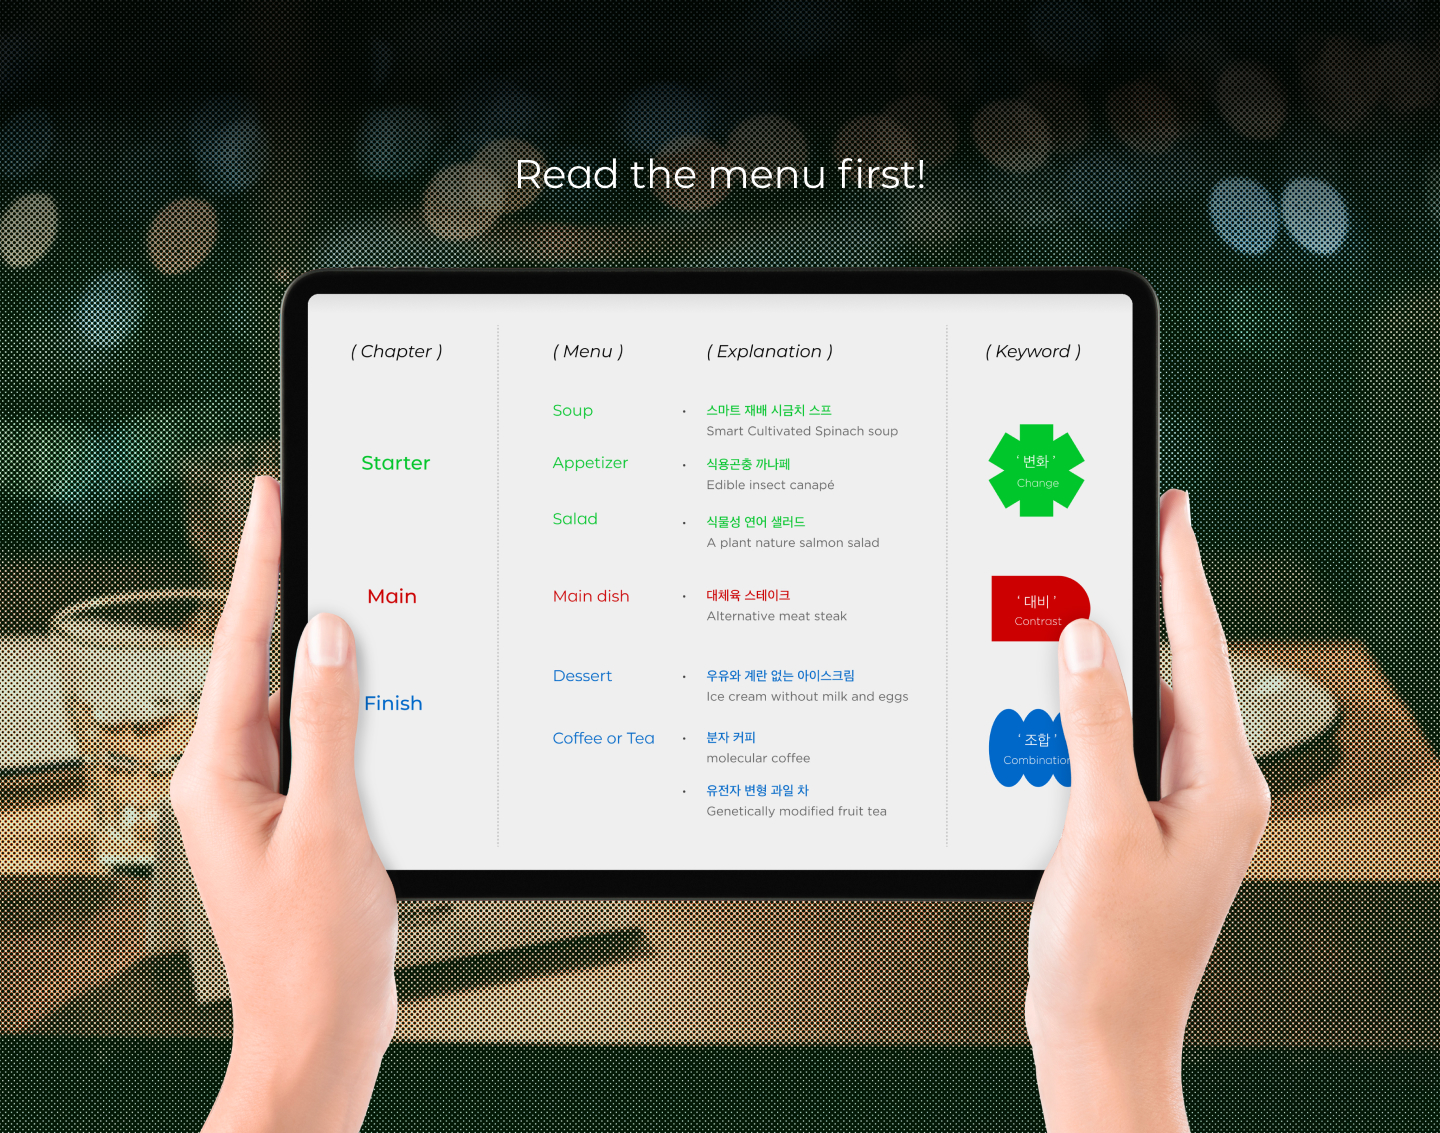 Read the menu first!
( Chapter )
( Menu )
( Explanation )
( Keyword )
Starter
Soup
스마트 재배 시금치 스프
Smart Cultivated Spinach soup
Appetizer
식용곤충 까나페
Edible insect canapé
Salad
식물성 연어 샐러드
A plant nature salmon salad
‘ 변화 ’
Change
Main
Main dish
대체육 스테이크
Alternative meat steak
‘ 대비 ’
Contrast
Finish
Dessert
우유와 계란 없는 아이스크림
Ice cream without milk and eggs
Coffee or Tea
분자 커피
molecular coffee
유전자 변형 과일 차
Genetically modified fruit tea
‘ 조합 ’
Combination